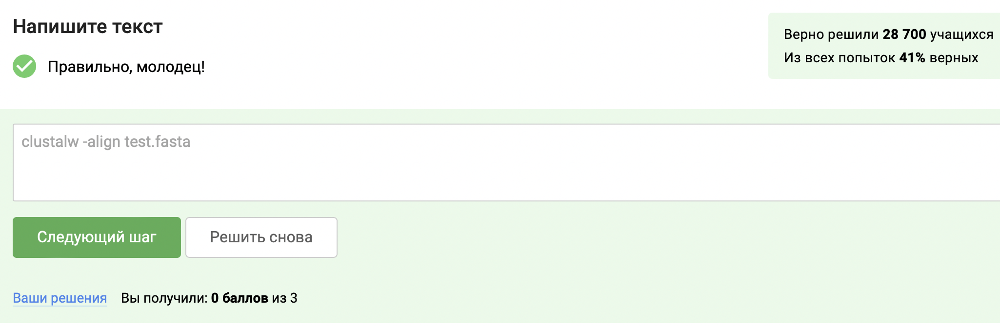 Напишите текст
Правильно, молодец!
Верно решили 28 700 учащихся
Из всех попыток 41% верных
clustalw -align test.fasta
Следующий шаг
Решить снова
Ваши решения Вы получили: 0 баллов из 3